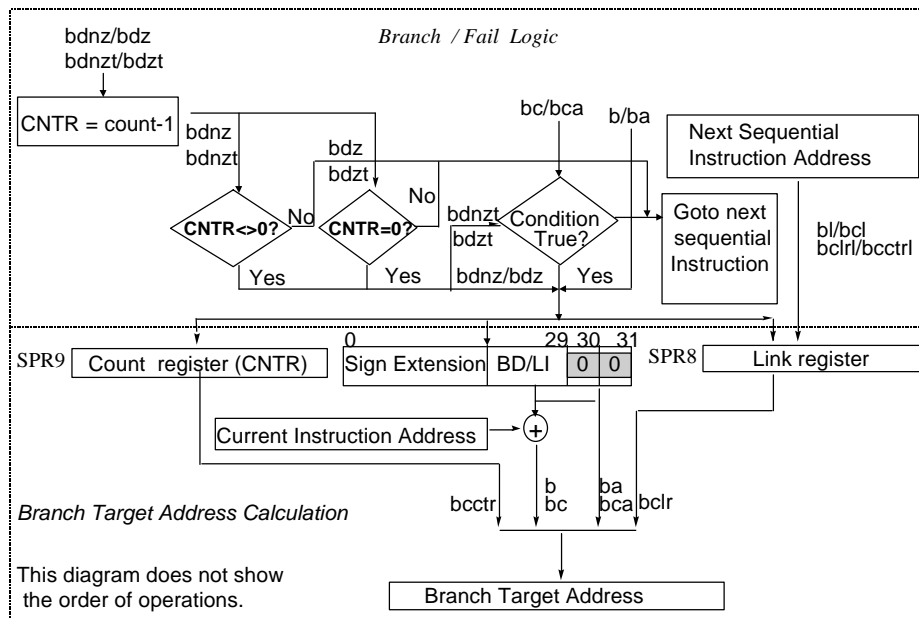 Branch / Fail Logic
bdnz/bdz
bdnzt/bdzt
CNTR = count-1
bdnz
bdnzt
bdz
bdzt
bc/bca
b/ba
Next Sequential
Instruction Address
No
No
bdnzt
bdzt
CNTR<>0?
CNTR=0?
Condition
True?
Goto next
sequential
Instruction
bl/bcl
bclrl/bcctrl
Yes
Yes
bdnz/bdz
Yes
0
29
30
31
SPR9
Count register (CNTR)
Sign Extension
BD/LI
0
0
SPR8
Link register
Current Instruction Address
+
bcctr
b
bc
ba
bca
bclr
Branch Target Address Calculation
This diagram does not show
the order of operations.
Branch Target Address